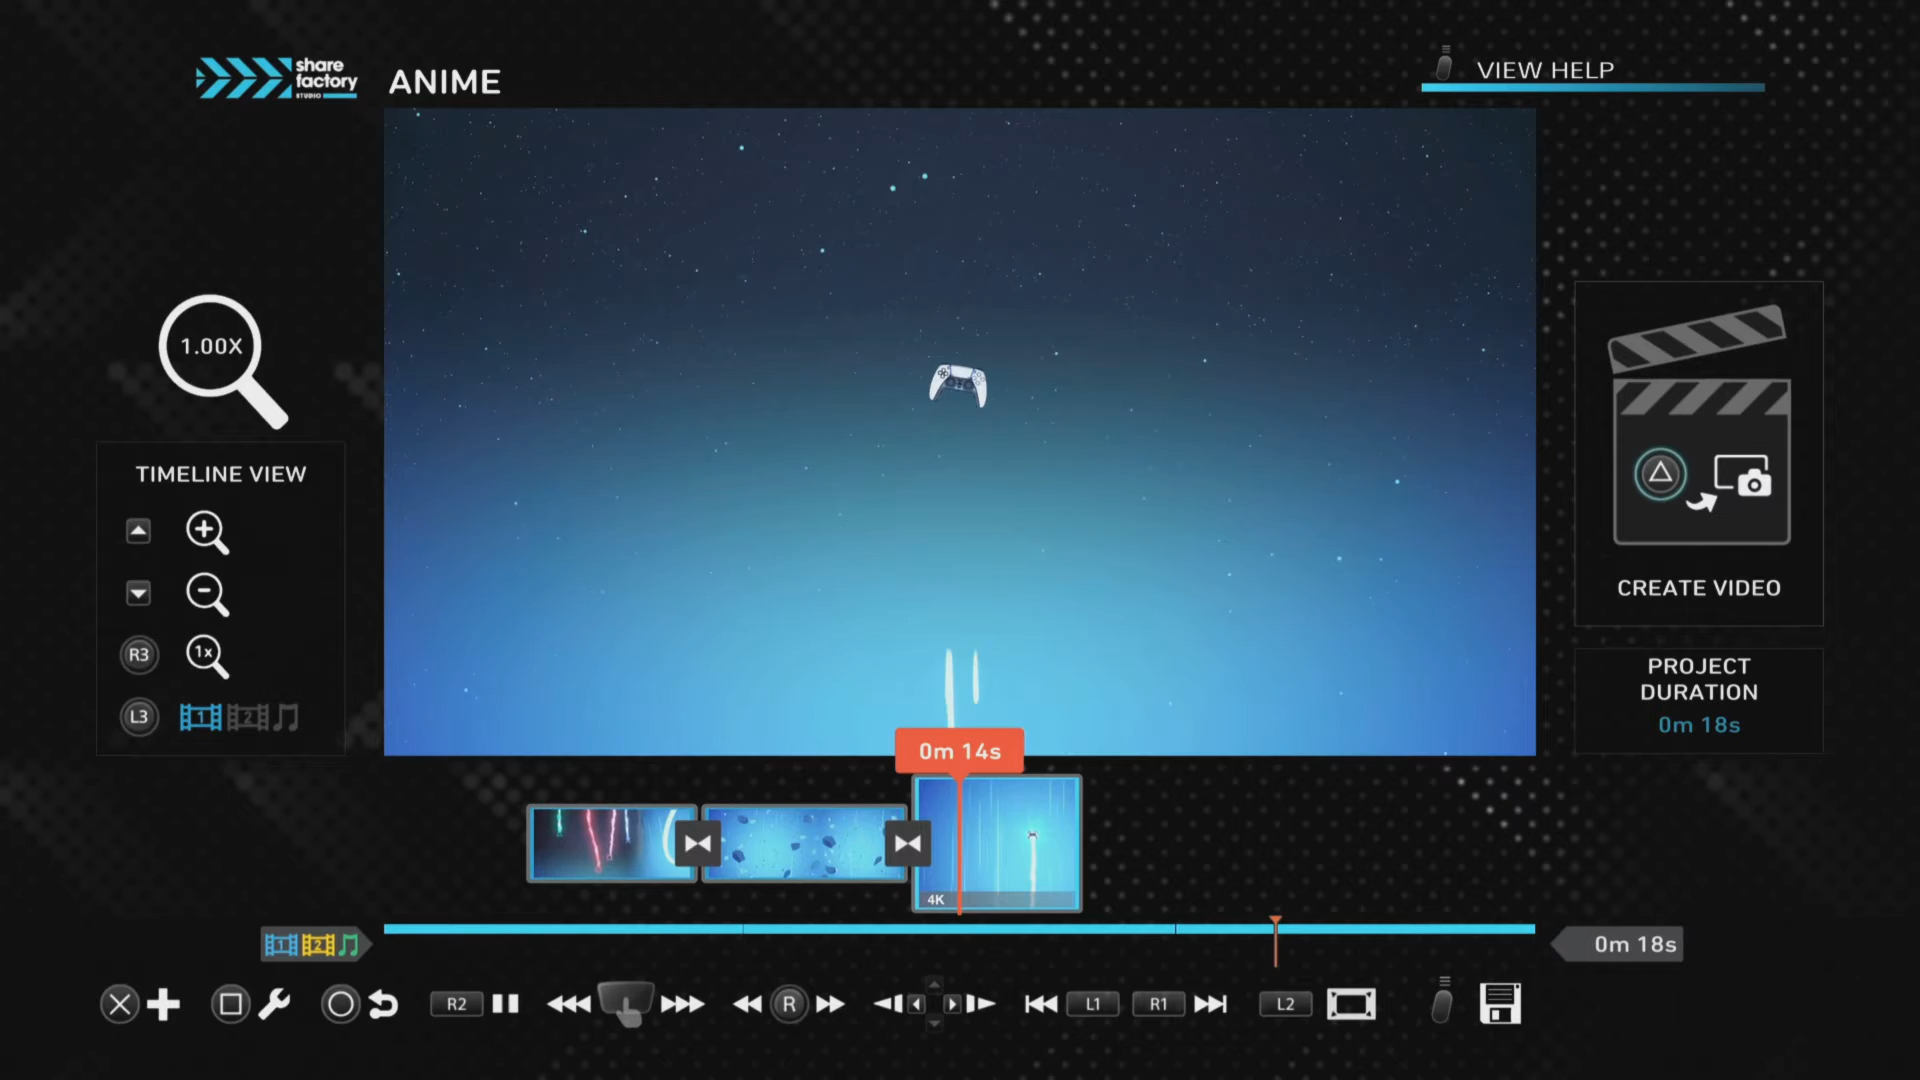 share
factory
STUDIO
ANIME
VIEW HELP
1.00X
TIMELINE VIEW
R3
1x
L3
1
2
CREATE VIDEO
PROJECT
DURATION
0m 18s
0m 14s
4K
1
2
0m 18s
R2
R
L1
R1
L2